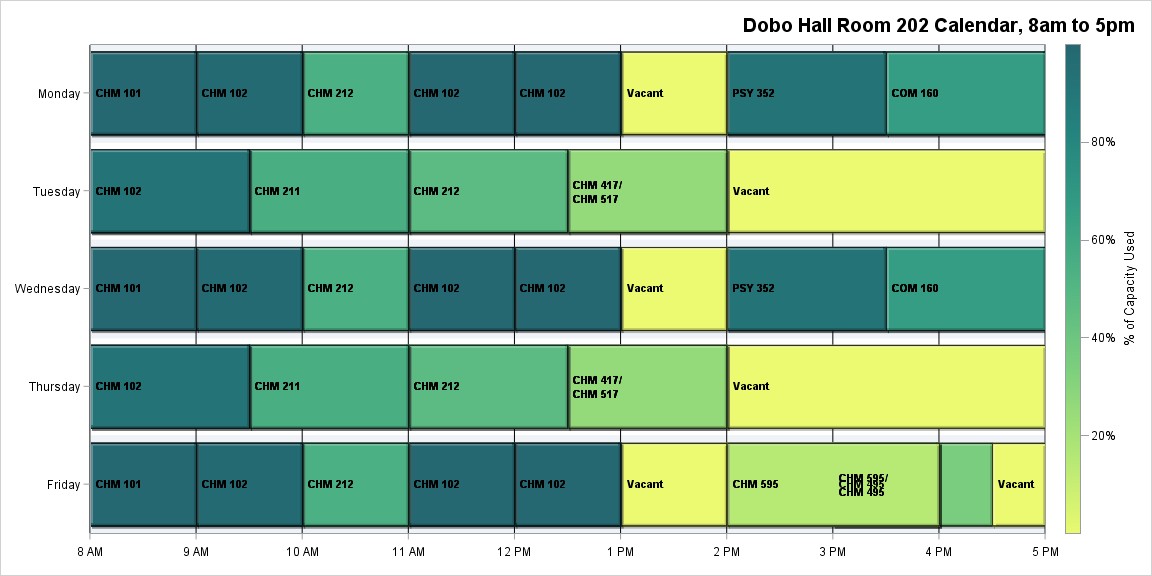 Dobo Hall Room 202 Calendar, 8am to 5pm
Monday
CHM 101
CHM 102
CHM 212
CHM 102
CHM 102
Vacant
PSY 352
COM 160
Tuesday
CHM 102
CHM 211
CHM 212
CHM 417/
CHM 517
Vacant
Wednesday
CHM 101
CHM 102
CHM 212
CHM 102
CHM 102
Vacant
PSY 352
COM 160
Thursday
CHM 102
CHM 211
CHM 212
CHM 417/
CHM 517
Vacant
Friday
CHM 101
CHM 102
CHM 212
CHM 102
CHM 102
Vacant
CHM 595
CHM 595/
CHM 495
CHM 495
Vacant
8 AM
9 AM
10 AM
11 AM
12 PM
1 PM
2 PM
3 PM
4 PM
5 PM
80%
60%
40%
20%
% of Capacity Used